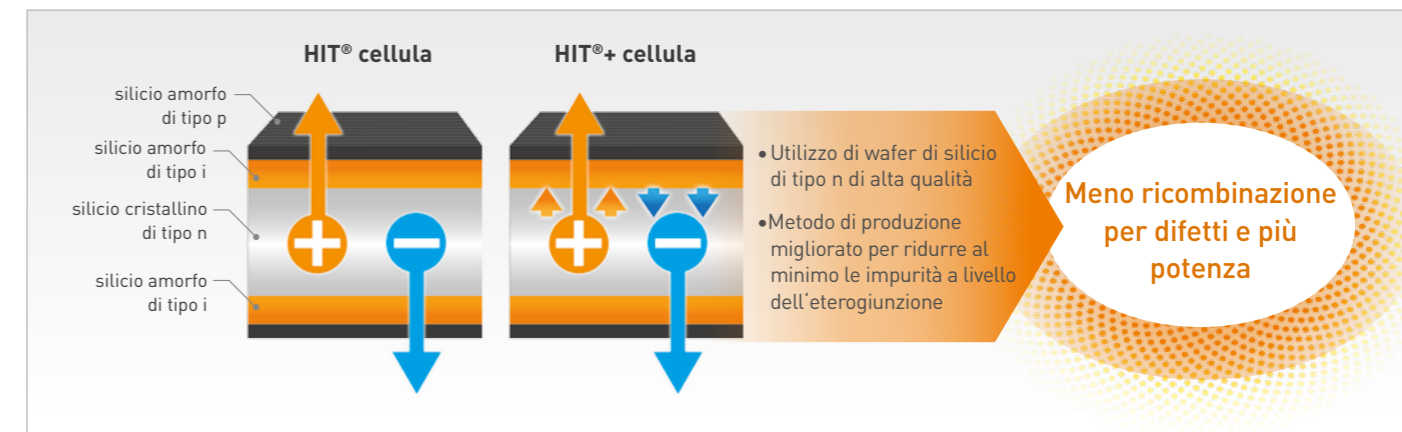 HIT® cellula
HIT®+ cellula
silicio amorfo
di tipo p
silicio amorfo
di tipo i
silicio cristallino
di tipo n
silicio amorfo
di tipo i
•Utilizzo di wafer di silicio
di tipo n di alta qualità
•Metodo di produzione
migliorato per ridurre al
minimo le impurità a livello
dell‘eterogiunzione
Meno ricombinazione
per difetti e più
potenza